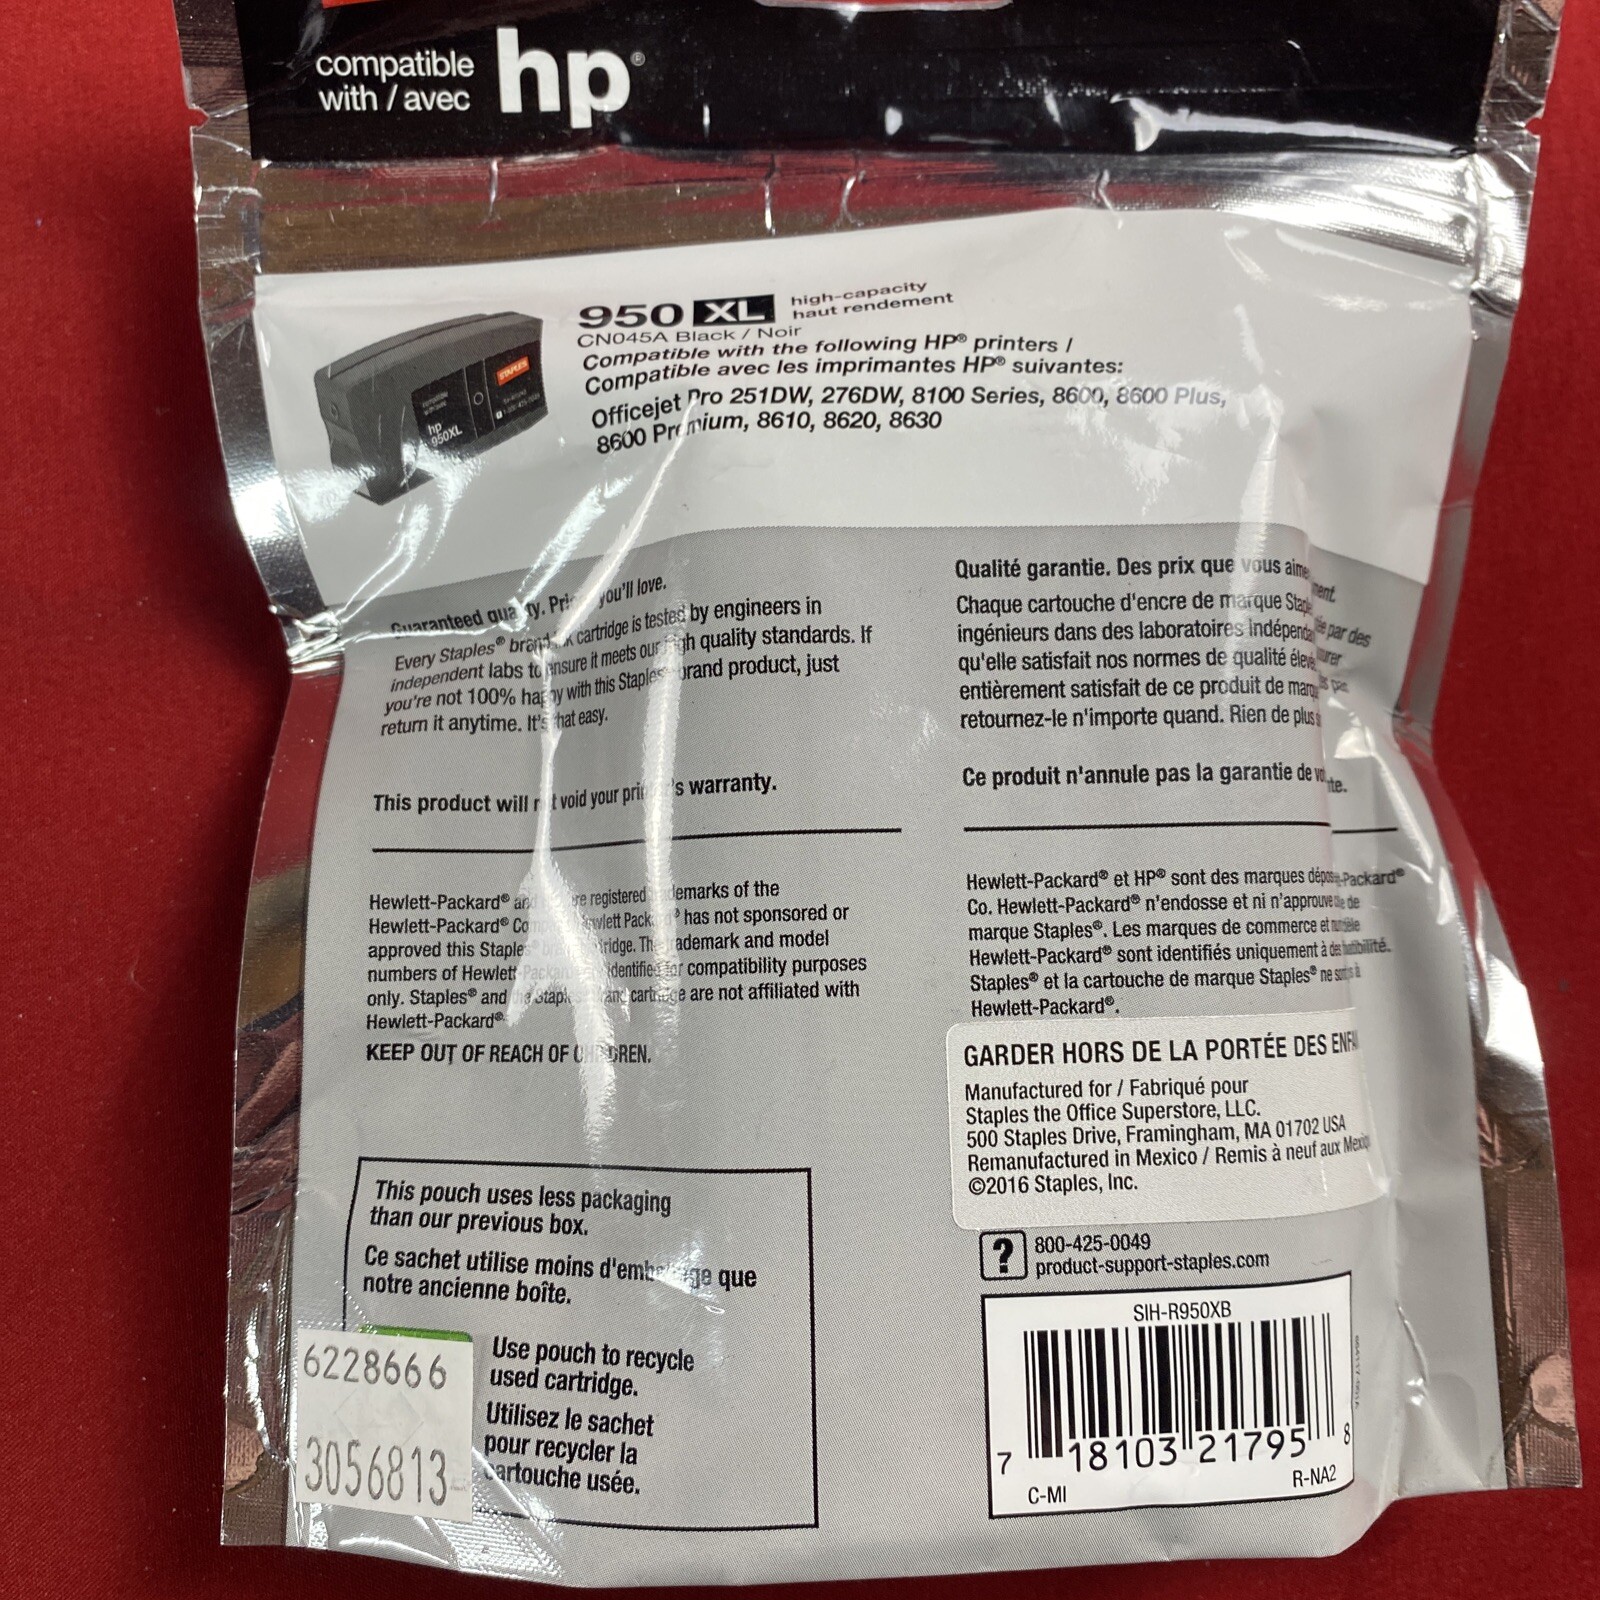 compatible
with / avec
hp®
950 XL high-capacity
haut rendement
CN045A Black / Noir
Compatible with the following HP® printers /
Compatible avec les imprimantes HP® suivantes:
Officejet Pro 251DW, 276DW, 8100 Series, 8600, 8600 Plus,
8600 Premium, 8610, 8620, 8630
STAPLES
hp
950XL
Guaranteed quality. you'll love.
Every Staples® brand ink cartridge is tested by engineers in
independent labs to ensure it meets our high quality standards. If
you're not 100% happy with this Staples brand product, just
return it anytime. It's that easy.
This product will not void your printer's warranty.
Hewlett-Packard® and are registered trademarks of the
Hewlett-Packard® Hewlett Packard® has not sponsored or
approved this Staples® brand cartridge. The trademark and model
numbers of Hewlett-Packard identified for compatibility purposes
only. Staples® and the Staples brand cartridge are not affiliated with
Hewlett-Packard®.
KEEP OUT OF REACH OF CHILDREN.
This pouch uses less packaging
than our previous box.
Ce sachet utilise moins d'emballage que
notre ancienne boîte.
Use pouch to recycle
used cartridge.
Utilisez le sachet
pour recycler la
cartouche usée.
6228666
3056813
Qualité garantie. Des prix que vous
Chaque cartouche d'encre de marque par des
ingénieurs dans des laboratoires
qu'elle satisfait nos normes de qualité
entièrement satisfait de ce produit de
retournez-le n'importe quand. Rien de plus
Ce produit n'annule pas la garantie de
Hewlett-Packard® et HP® sont des marques
Co. Hewlett-Packard® n'endosse et ni n'approuve de
marque Staples®. Les marques de commerce et
Hewlett-Packard® sont identifiés uniquement à
Staples® et la cartouche de marque Staples® ne
Hewlett-Packard®.
GARDER HORS DE LA PORTÉE DES
Manufactured for / Fabriqué pour
Staples the Office Superstore, LLC.
500 Staples Drive, Framingham, MA 01702 USA
Remanufactured in Mexico / Remis à neuf aux
©2016 Staples, Inc.
? 800-425-0049
product-support-staples.com
SIH-R950XB
7 18103 21795 8
C-MI R-NA2